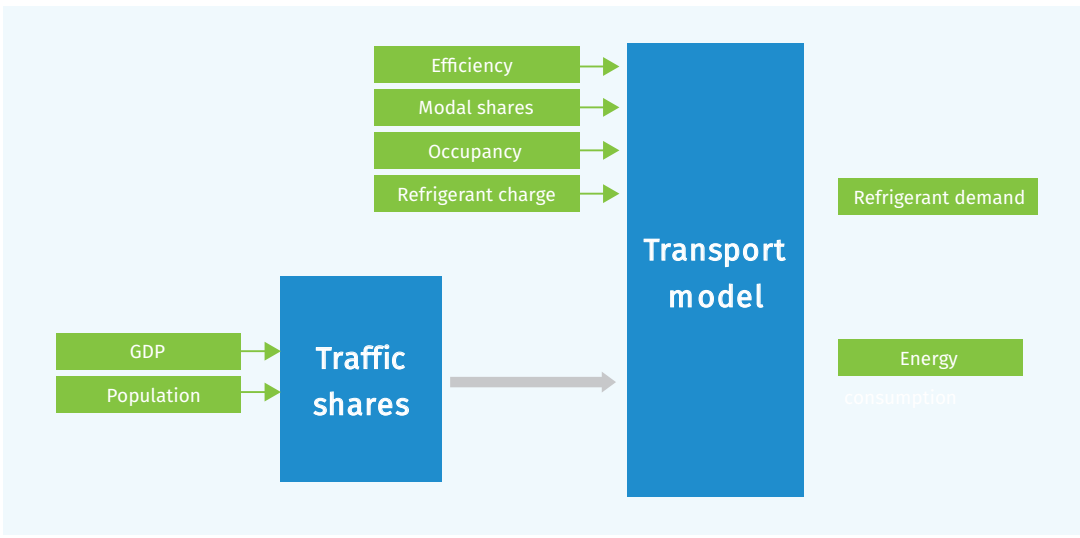 Efficiency
Modal shares
Occupancy
Refrigerant charge
Refrigerant demand
Transport
model
GDP
Population
Traffic
shares
Energy
consumption